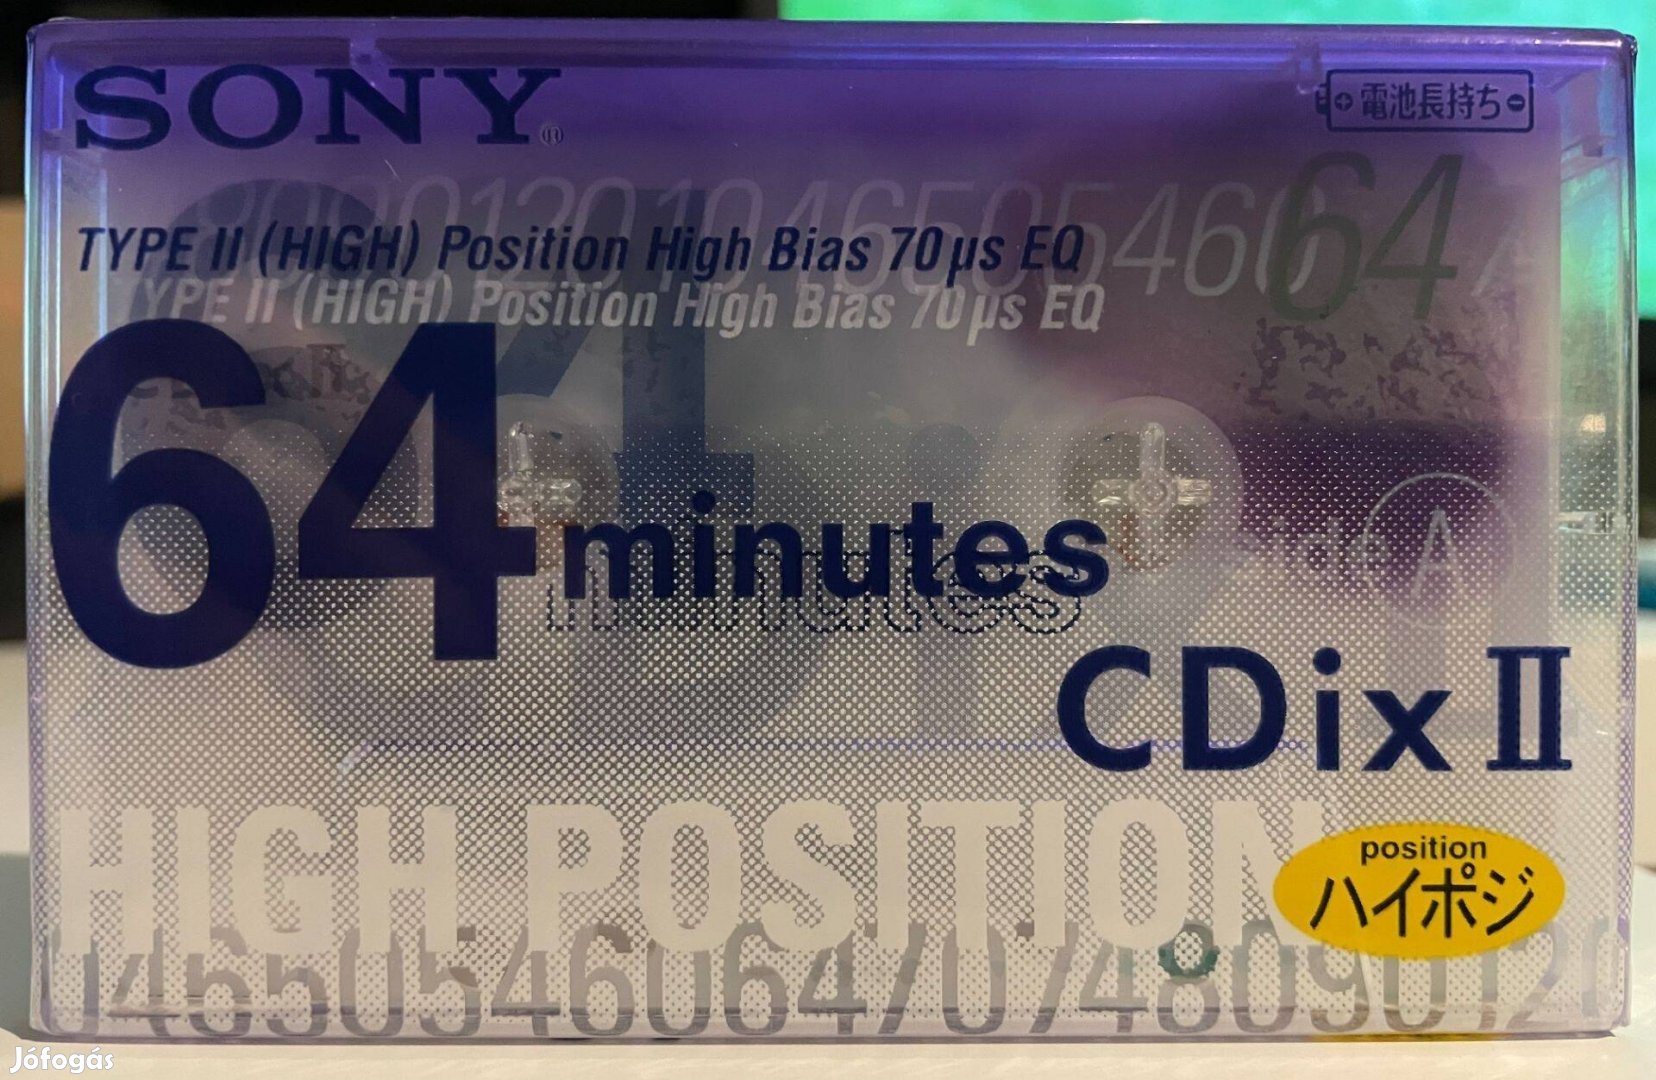 SONY®
電池長持ち
64
TYPE II (HIGH) Position High Bias 70μs EQ
TYPE II (HIGH) Position High Bias 70μs EQ
64 minutes
minutes
A
CDix II
HIGH POSITION
position
ハイポジ
Jófogás